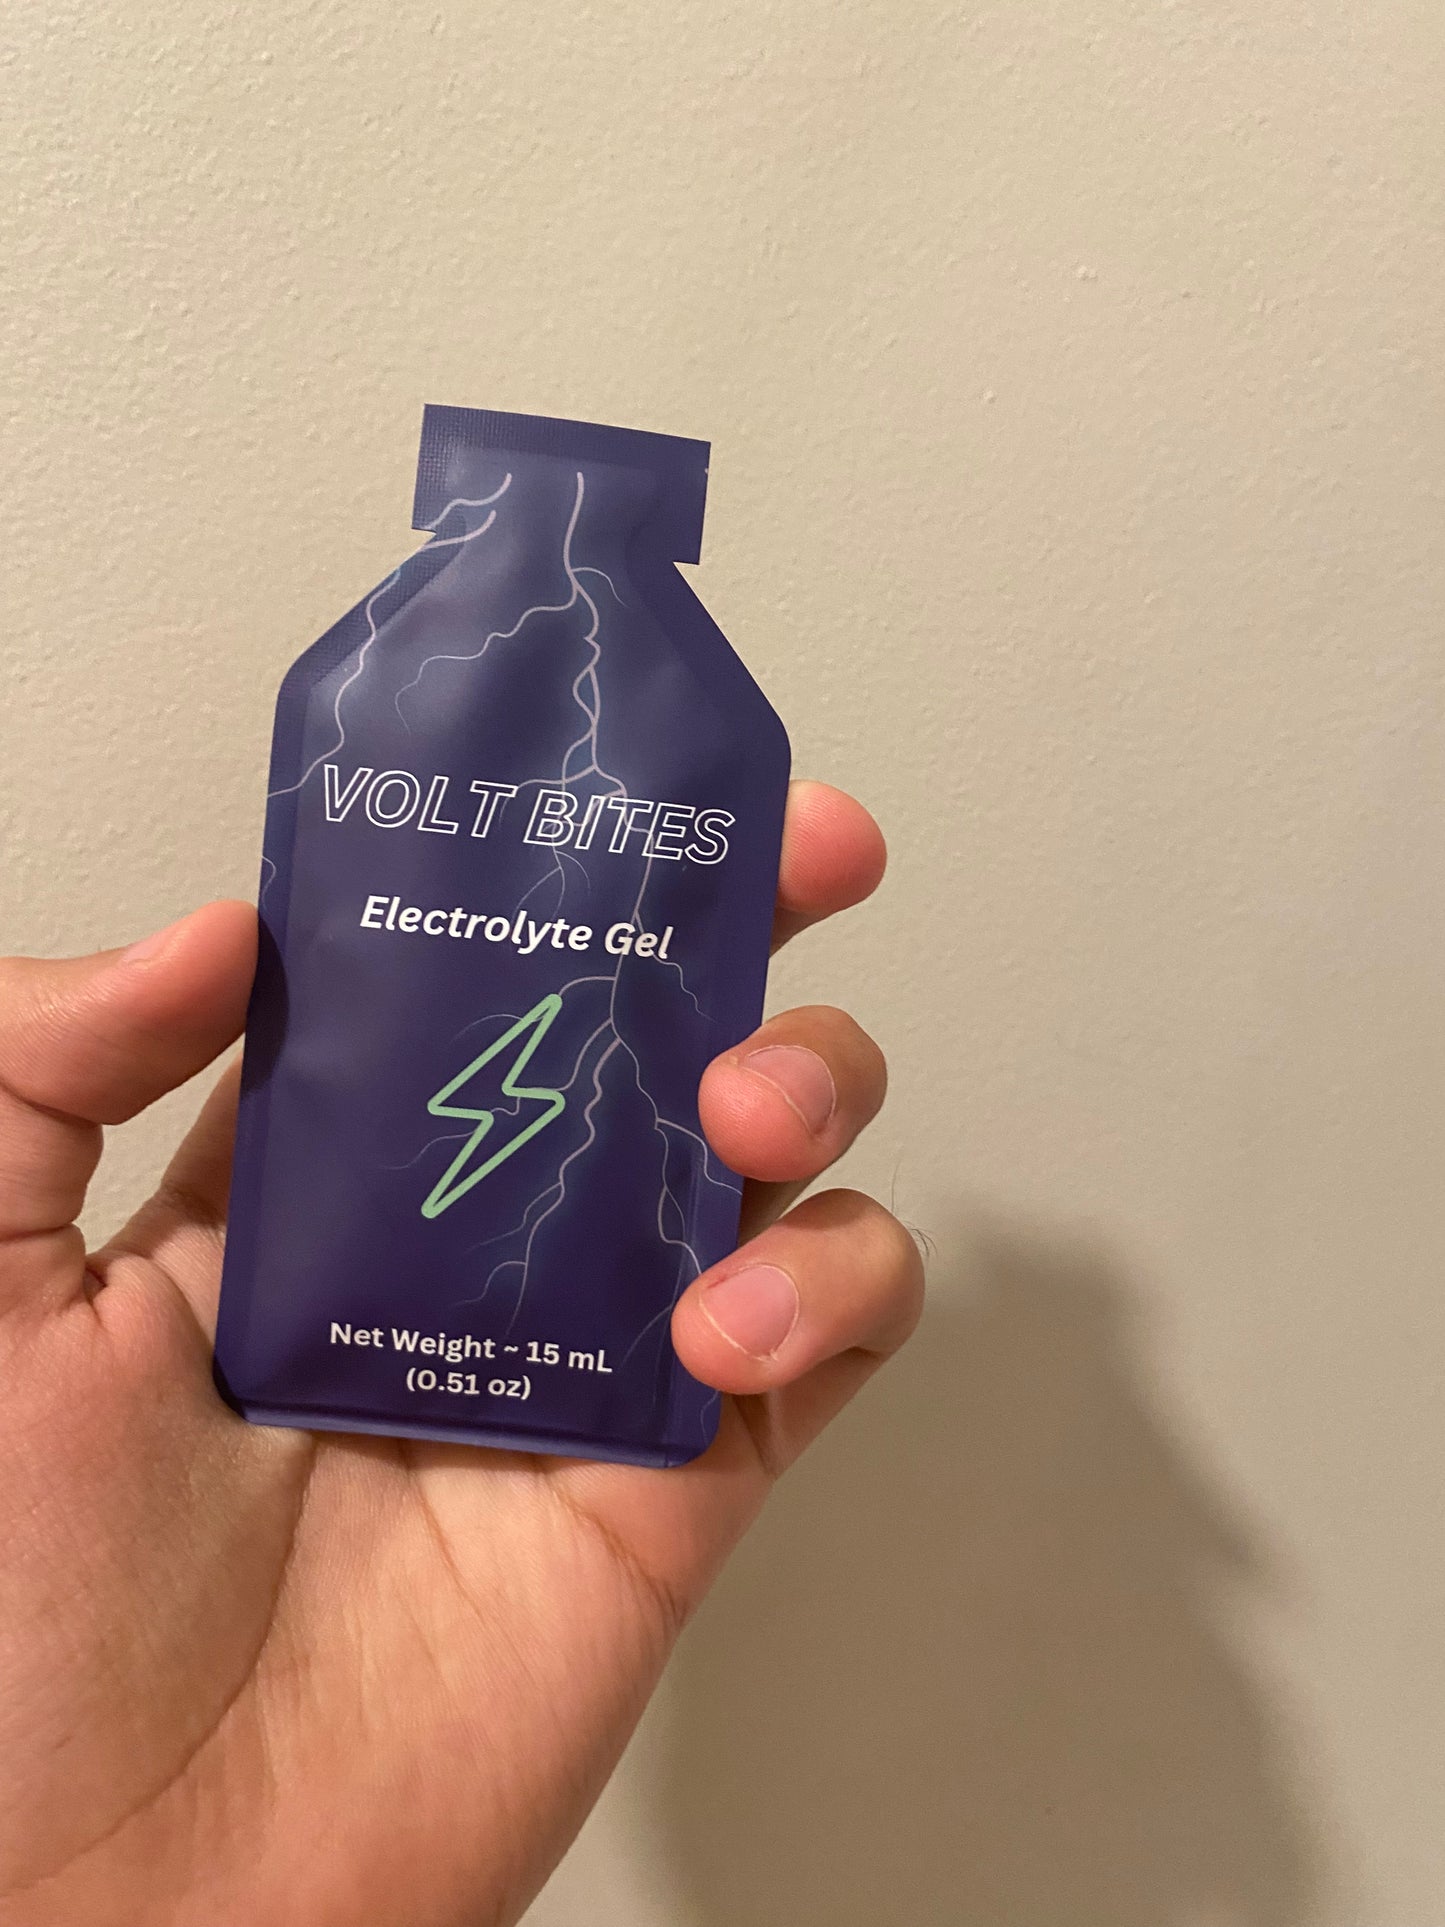 VOLT BITES
Electrolyte Gel
Net Weight ~ 15 mL
(0.51 oz)